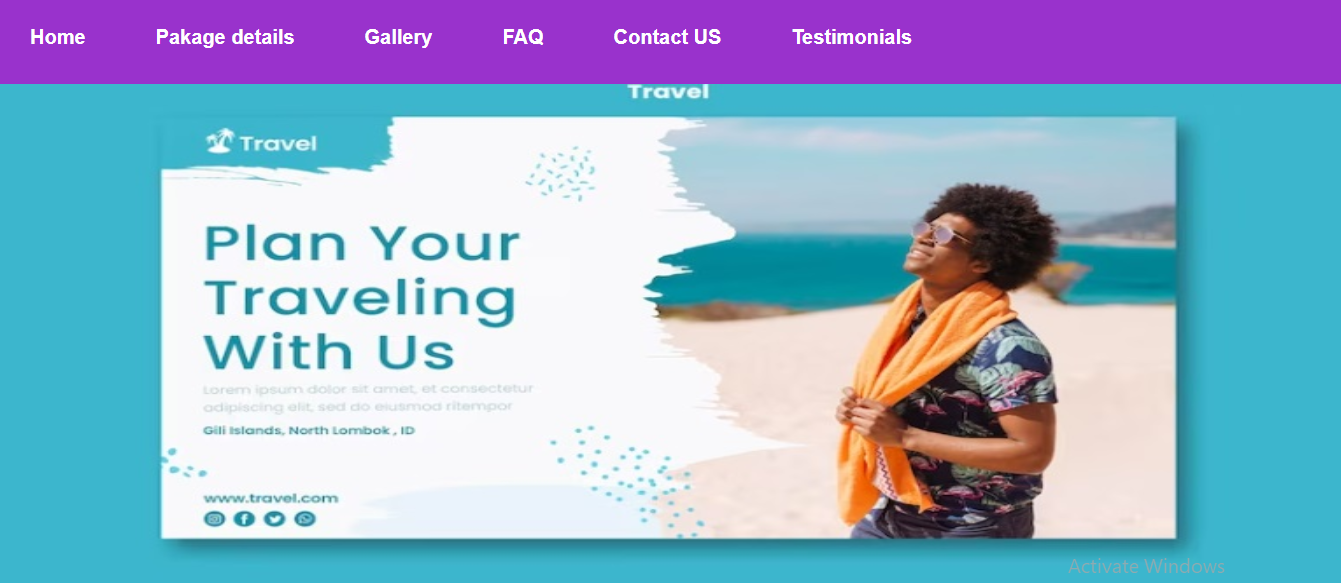 Home Pakage details Gallery FAQ Contact US Testimonials
Travel
Travel
Plan Your
Traveling
With Us
Lorem ipsum dolor sit amet, et consectetur
adipiscing elit, sed do eiusmod ritempor
Gili Islands, North Lombok , ID
www.travel.com
Activate Windows